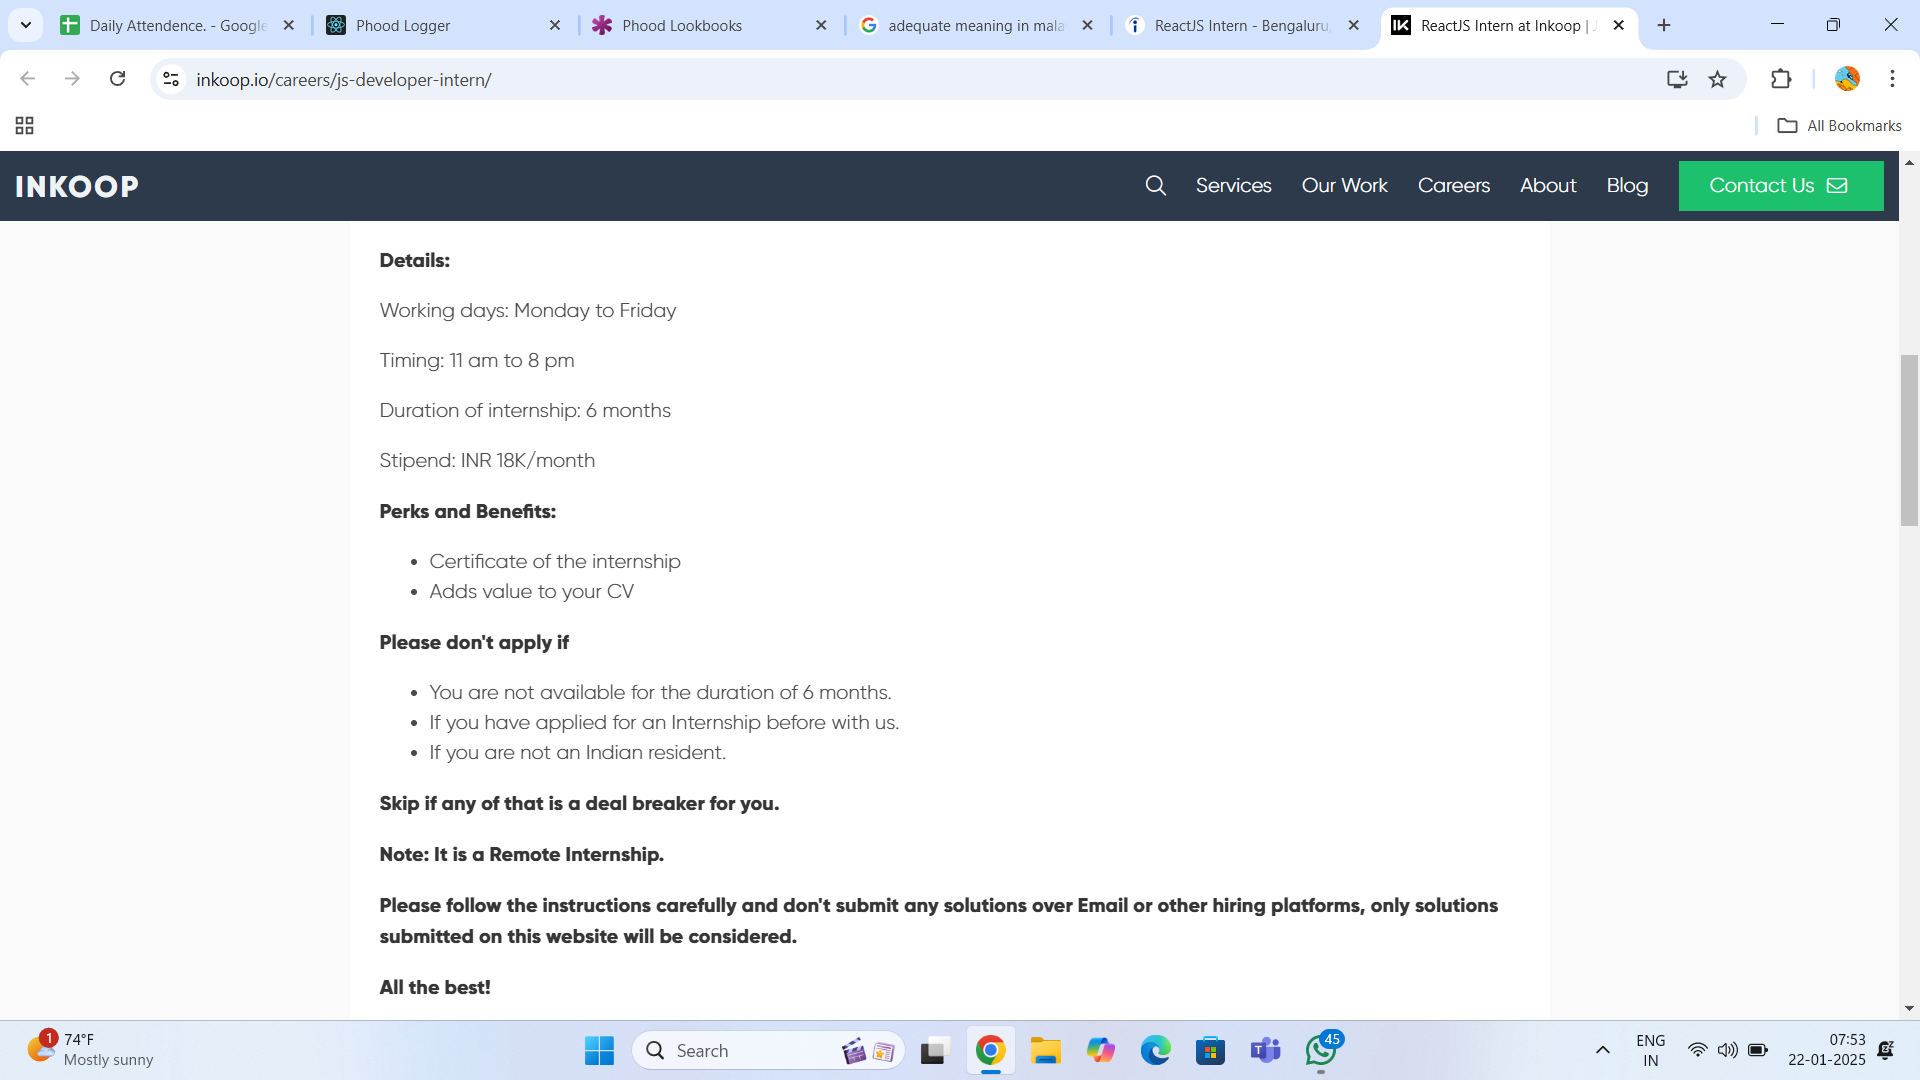 Daily Attendence. - Google
Phood Logger
Phood Lookbooks
adequate meaning in mala
ReactJS Intern - Bengaluru,
ReactJS Intern at Inkoop | J
inkoop.io/careers/js-developer-intern/
All Bookmarks
INKOOP
Services
Our Work
Careers
About
Blog
Contact Us
Details:
Working days: Monday to Friday
Timing: 11 am to 8 pm
Duration of internship: 6 months
Stipend: INR 18K/month
Perks and Benefits:
• Certificate of the internship
• Adds value to your CV
Please don't apply if
• You are not available for the duration of 6 months.
• If you have applied for an Internship before with us.
• If you are not an Indian resident.
Skip if any of that is a deal breaker for you.
Note: It is a Remote Internship.
Please follow the instructions carefully and don't submit any solutions over Email or other hiring platforms, only solutions
submitted on this website will be considered.
All the best!
1
74°F
Mostly sunny
Search
45
ENG
IN
07:53
22-01-2025